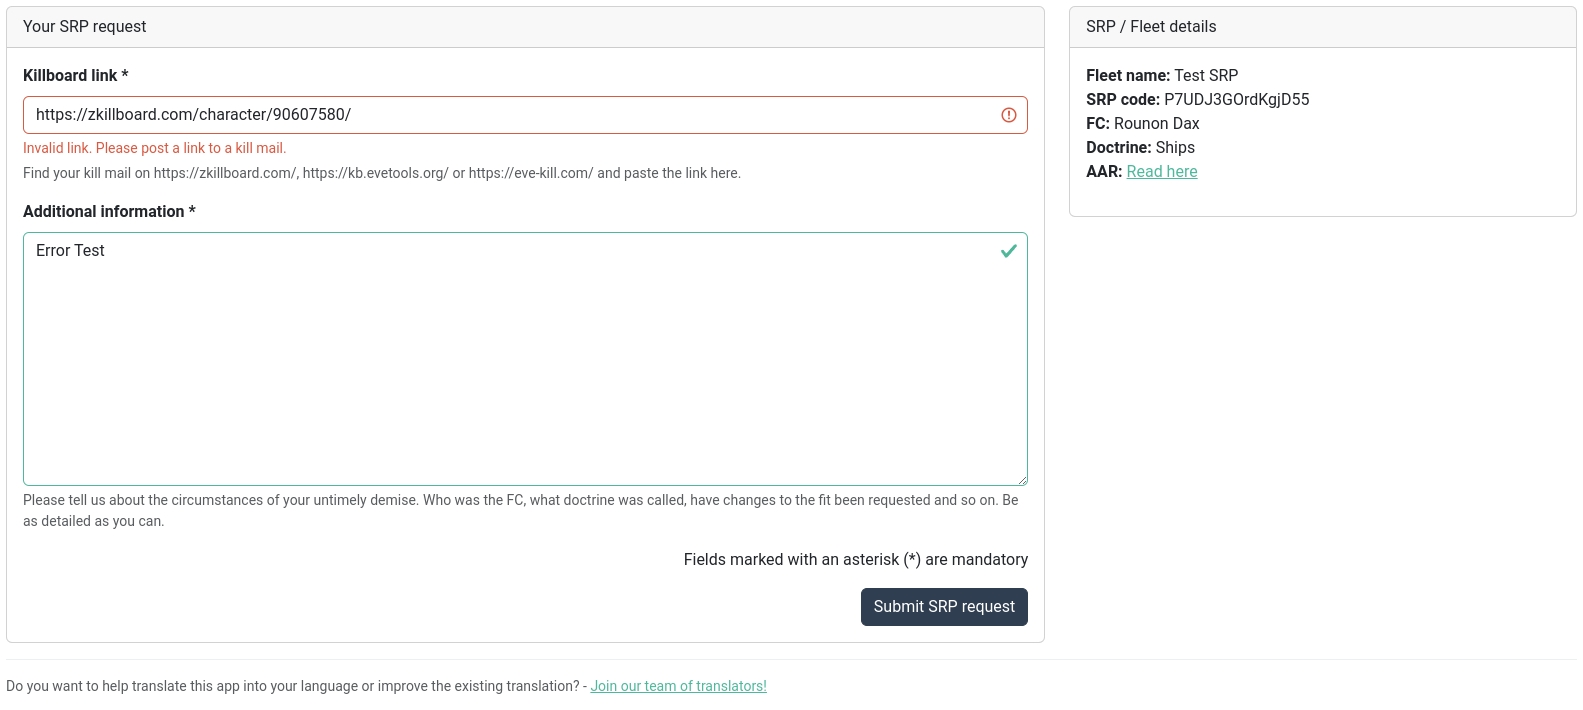 Your SRP request
Killboard link *
https://zkillboard.com/character/90607580/
Invalid link. Please post a link to a kill mail.
Find your kill mail on https://zkillboard.com/, https://kb.evetools.org/ or https://eve-kill.com/ and paste the link here.
Additional information *
Error Test
Please tell us about the circumstances of your untimely demise. Who was the FC, what doctrine was called, have changes to the fit been requested and so on. Be
as detailed as you can.
Fields marked with an asterisk (*) are mandatory
Submit SRP request
SRP / Fleet details
Fleet name: Test SRP
SRP code: P7UDJ3GOrdKgjD55
FC: Rounon Dax
Doctrine: Ships
AAR: Read here
Do you want to help translate this app into your language or improve the existing translation? - Join our team of translators!